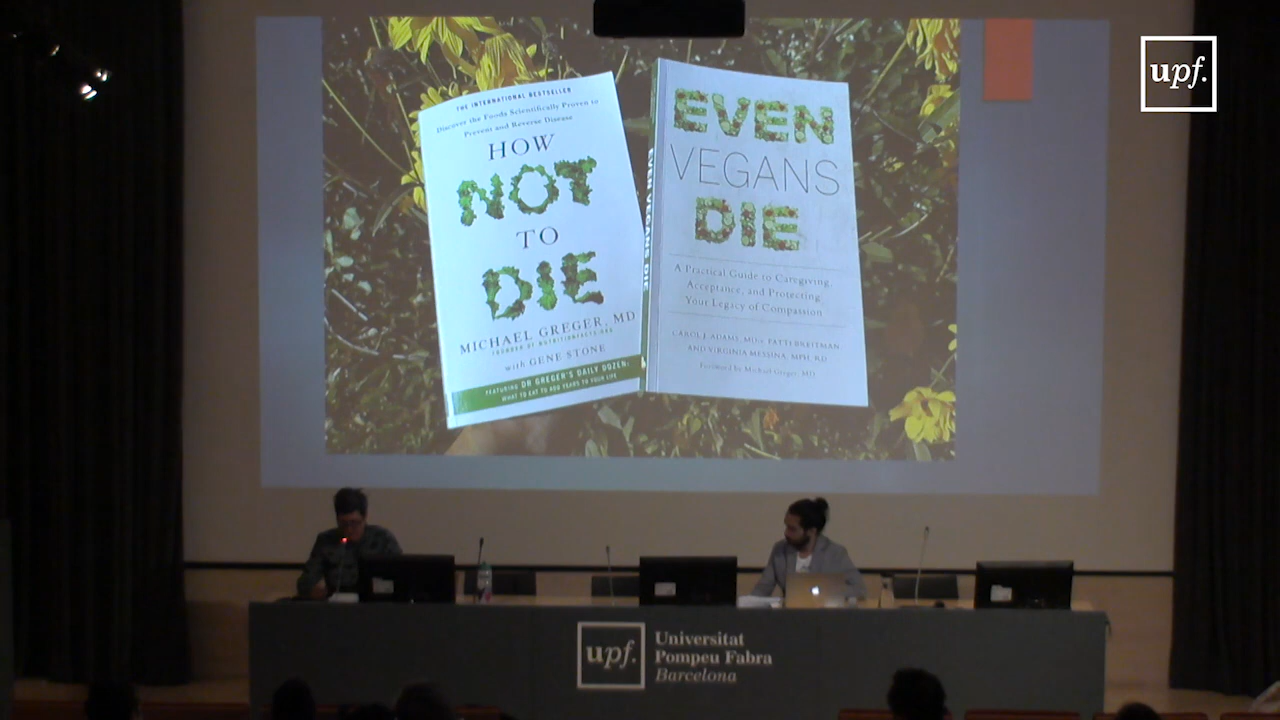 THE INTERNATIONAL BESTSELLER
Discover the Foods Scientifically Proven to
Prevent and Reverse Disease
HOW
NOT
TO
DIE
MICHAEL GREGER, MD
FOUNDER OF NUTRITIONFACTS.ORG
with GENE STONE
FEATURING DR GREGER'S DAILY DOZEN:
WHAT TO EAT TO ADD YEARS TO YOUR LIFE
EVEN VEGANS DIE
EVEN
VEGANS
DIE
A Practical Guide to Caregiving,
Acceptance, and Protecting
Your Legacy of Compassion
CAROL J. ADAMS, MDiv, PATTI BREITMAN,
AND VIRGINIA MESSINA, MPH, RD
Foreword by Michael Greger, MD
upf.
upf.
Universitat
Pompeu Fabra
Barcelona